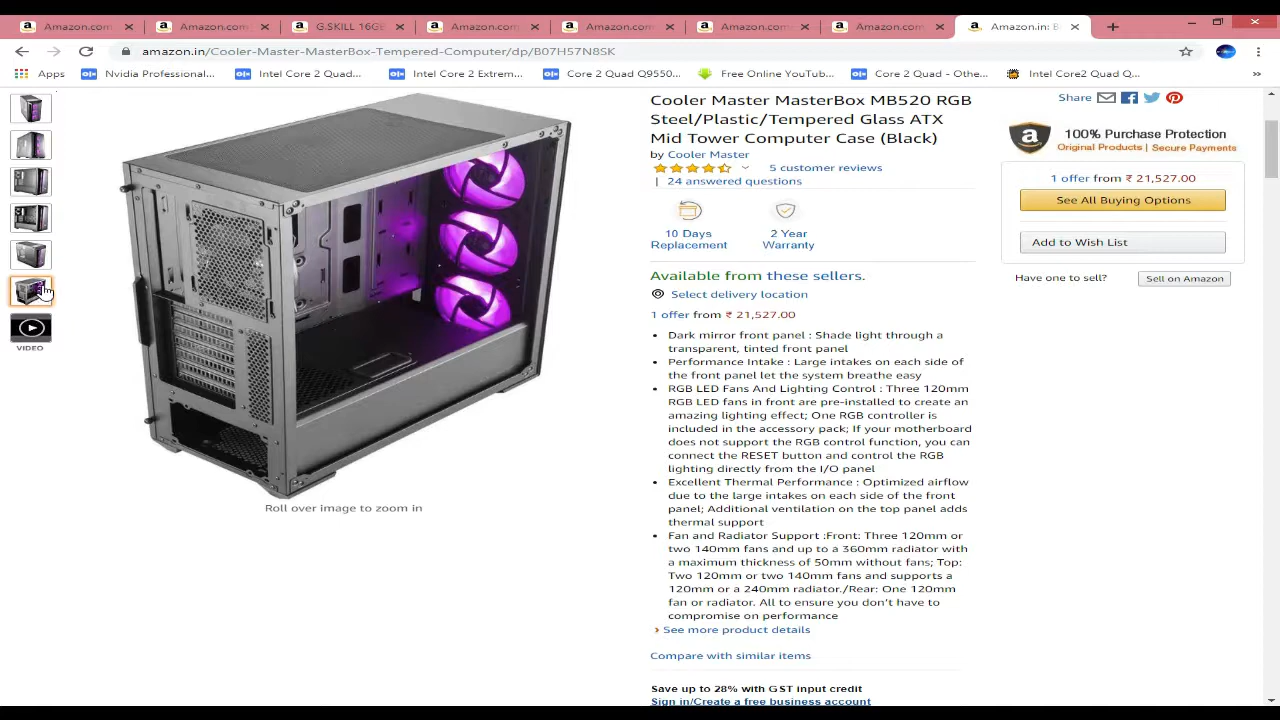 Amazon.com
Amazon.com
G.SKILL 16G
Amazon.com
Amazon.com
Amazon.com
Amazon.com
Amazon.in: B
amazon.in/Cooler-Master-MasterBox-Tempered-Computer/dp/B07H57N8SK
Apps
Nvidia Professional...
Intel Core 2 Quad...
Intel Core 2 Extrem...
Core 2 Quad Q9550...
Free Online YouTub...
Core 2 Quad - Othe...
Intel Core2 Quad Q...
VIDEO
Roll over image to zoom in
Cooler Master MasterBox MB520 RGB
Steel/Plastic/Tempered Glass ATX
Mid Tower Computer Case (Black)
by Cooler Master
5 customer reviews
| 24 answered questions
10 Days
Replacement
2 Year
Warranty
Available from these sellers.
Select delivery location
1 offer from ₹ 21,527.00
• Dark mirror front panel : Shade light through a
transparent, tinted front panel
• Performance Intake : Large intakes on each side of
the front panel let the system breathe easy
• RGB LED Fans And Lighting Control : Three 120mm
RGB LED fans in front are pre-installed to create an
amazing lighting effect; One RGB controller is
included in the accessory pack; If your motherboard
does not support the RGB control function, you can
connect the RESET button and control the RGB
lighting directly from the I/O panel
• Excellent Thermal Performance : Optimized airflow
due to the large intakes on each side of the front
panel; Additional ventilation on the top panel adds
thermal support
• Fan and Radiator Support :Front: Three 120mm or
two 140mm fans and up to a 360mm radiator with
a maximum thickness of 50mm without fans; Top:
Two 120mm or two 140mm fans and supports a
120mm or a 240mm radiator./Rear: One 120mm
fan or radiator. All to ensure you don't have to
compromise on performance
› See more product details
Compare with similar items
Save up to 28% with GST input credit
Sign in/Create a free business account
Share
100% Purchase Protection
Original Products | Secure Payments
1 offer from ₹ 21,527.00
See All Buying Options
Add to Wish List
Have one to sell?
Sell on Amazon